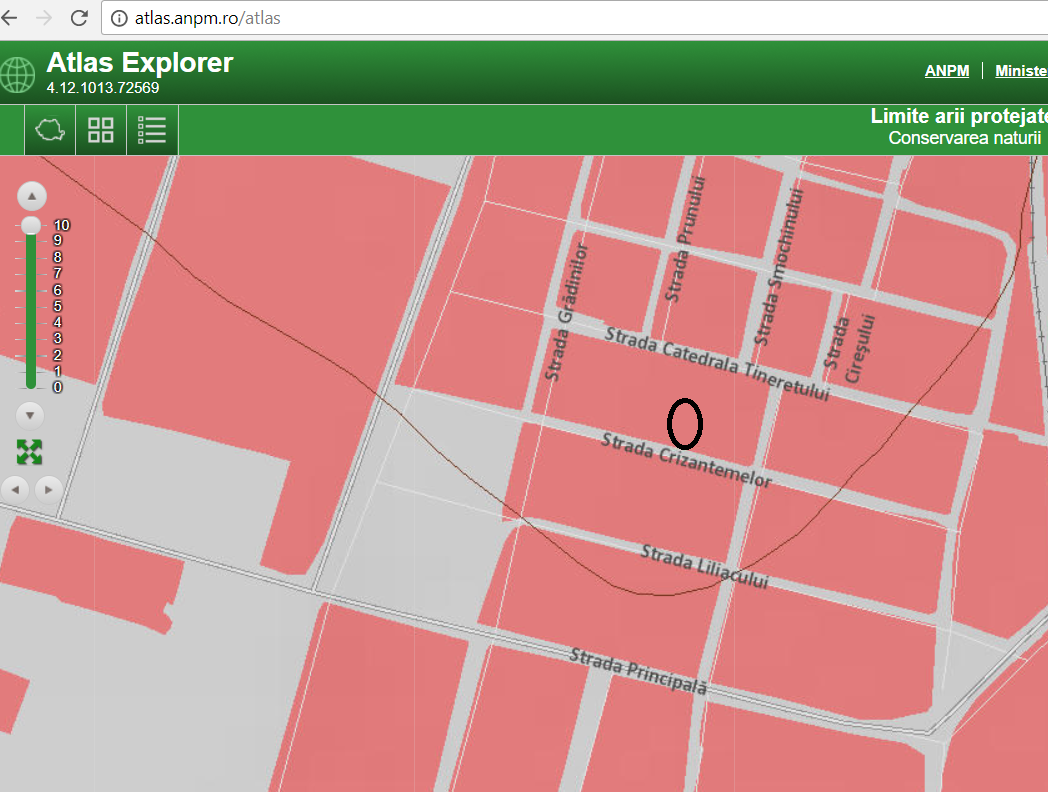 atlas.anpm.ro/atlas
Atlas Explorer
4.12.1013.72569
ANPM
Ministe
Limite arii protejate
Conservarea naturii
10
9
8
7
6
5
4
3
2
1
0
Strada Grădinilor
Strada Prunului
Strada Smochinului
Strada
Cireşului
Strada Catedrala Tineretului
Strada Crizantemelor
Strada Liliacului
Strada Principală